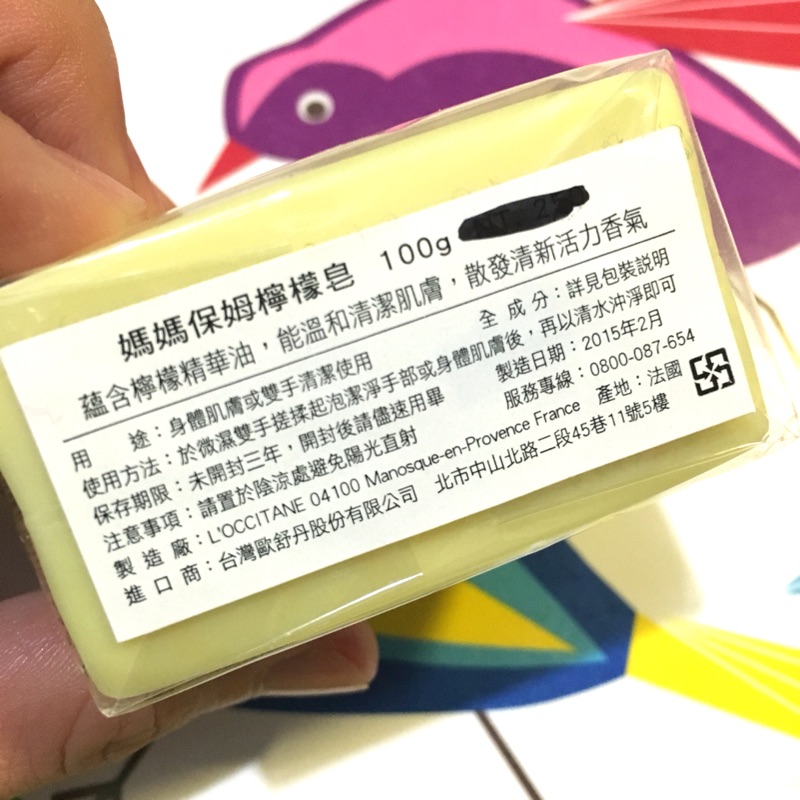 媽媽保姆檸檬皂 100g NT 25
蘊含檸檬精華油，能溫和清潔肌膚，散發清新活力香氣
用途：身體肌膚或雙手清潔使用 全成分：詳見包裝說明
使用方法：於微濕雙手搓揉起泡潔淨手部或身體肌膚後，再以清水沖淨即可
保存期限：未開封三年，開封後請儘速用畢 製造日期：2015年2月
注意事項：請置於陰涼處避免陽光直射 服務專線：0800-087-654
製造廠：L'OCCITANE 04100 Manosque-en-Provence France 產地：法國
進口商：台灣歐舒丹股份有限公司 北市中山北路二段45巷11號5樓